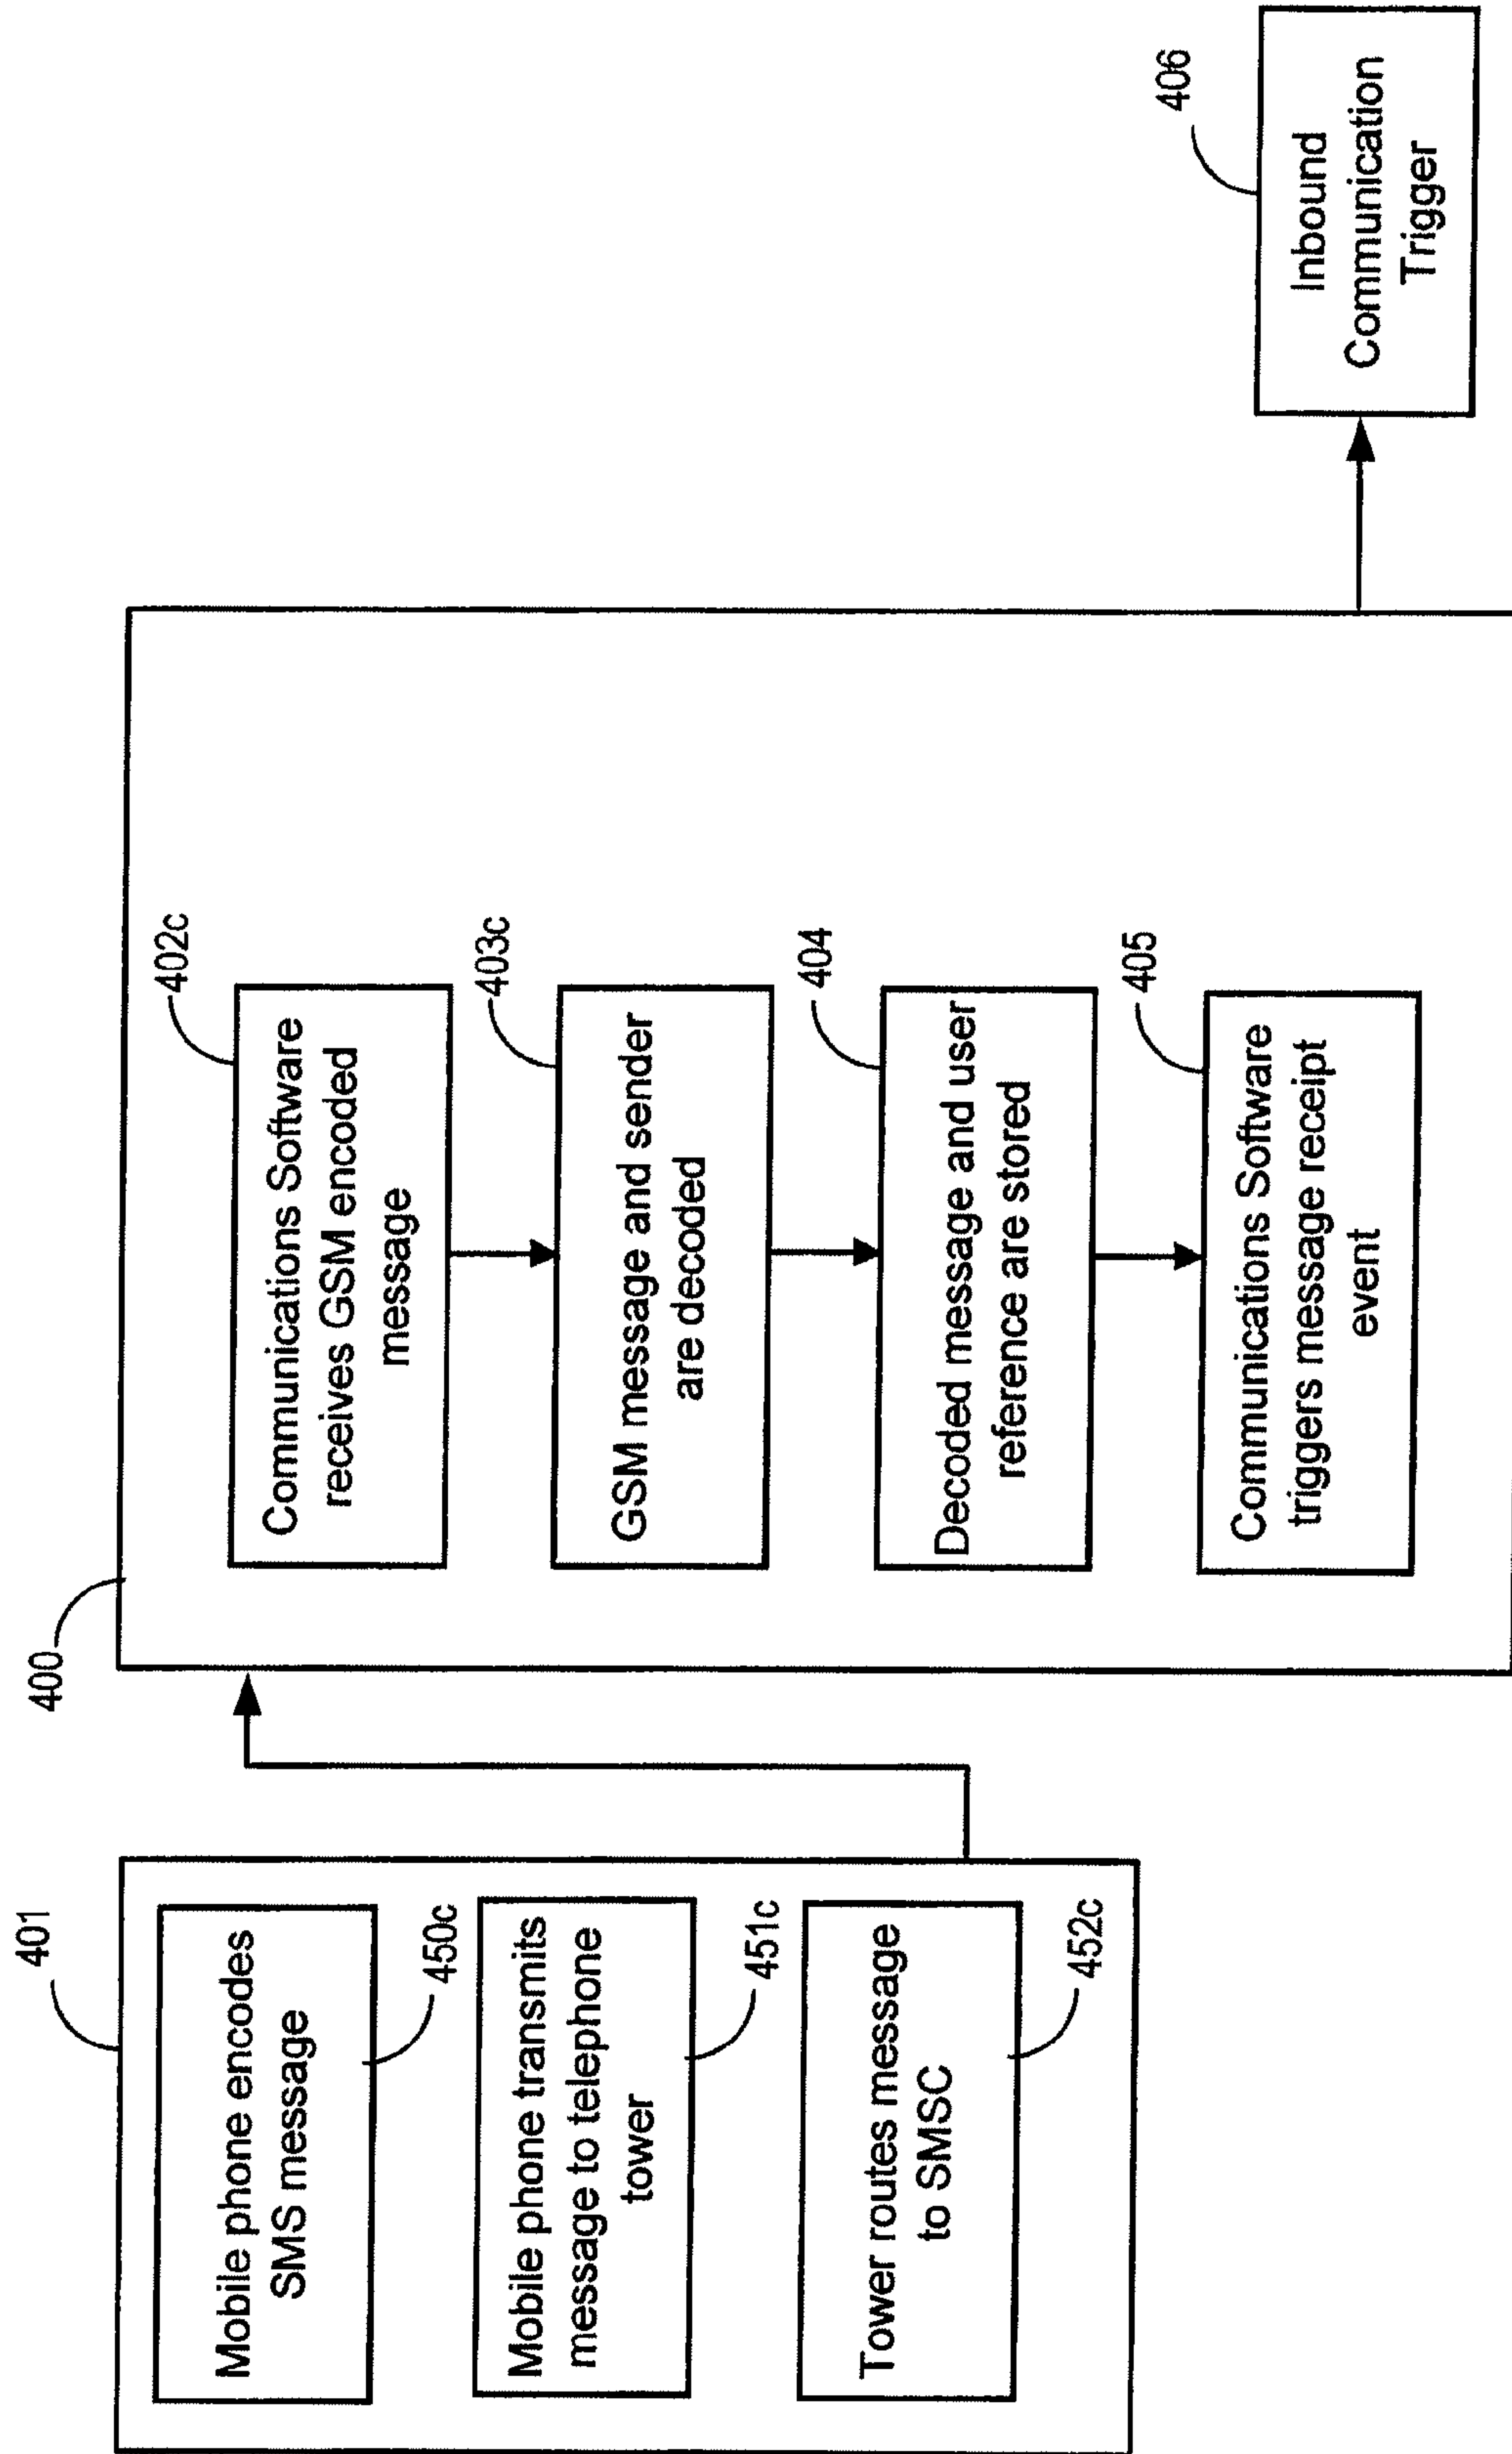 401
Mobile phone encodes
SMS message
450c
Mobile phone transmits
message to telephone
tower
451c
Tower routes message
to SMSC
452c
400
Communications Software
receives GSM encoded
message
402c
GSM message and sender
are decoded
403c
Decoded message and user
reference are stored
404
Communications Software
triggers message receipt
event
405
Inbound
Communication
Trigger
406